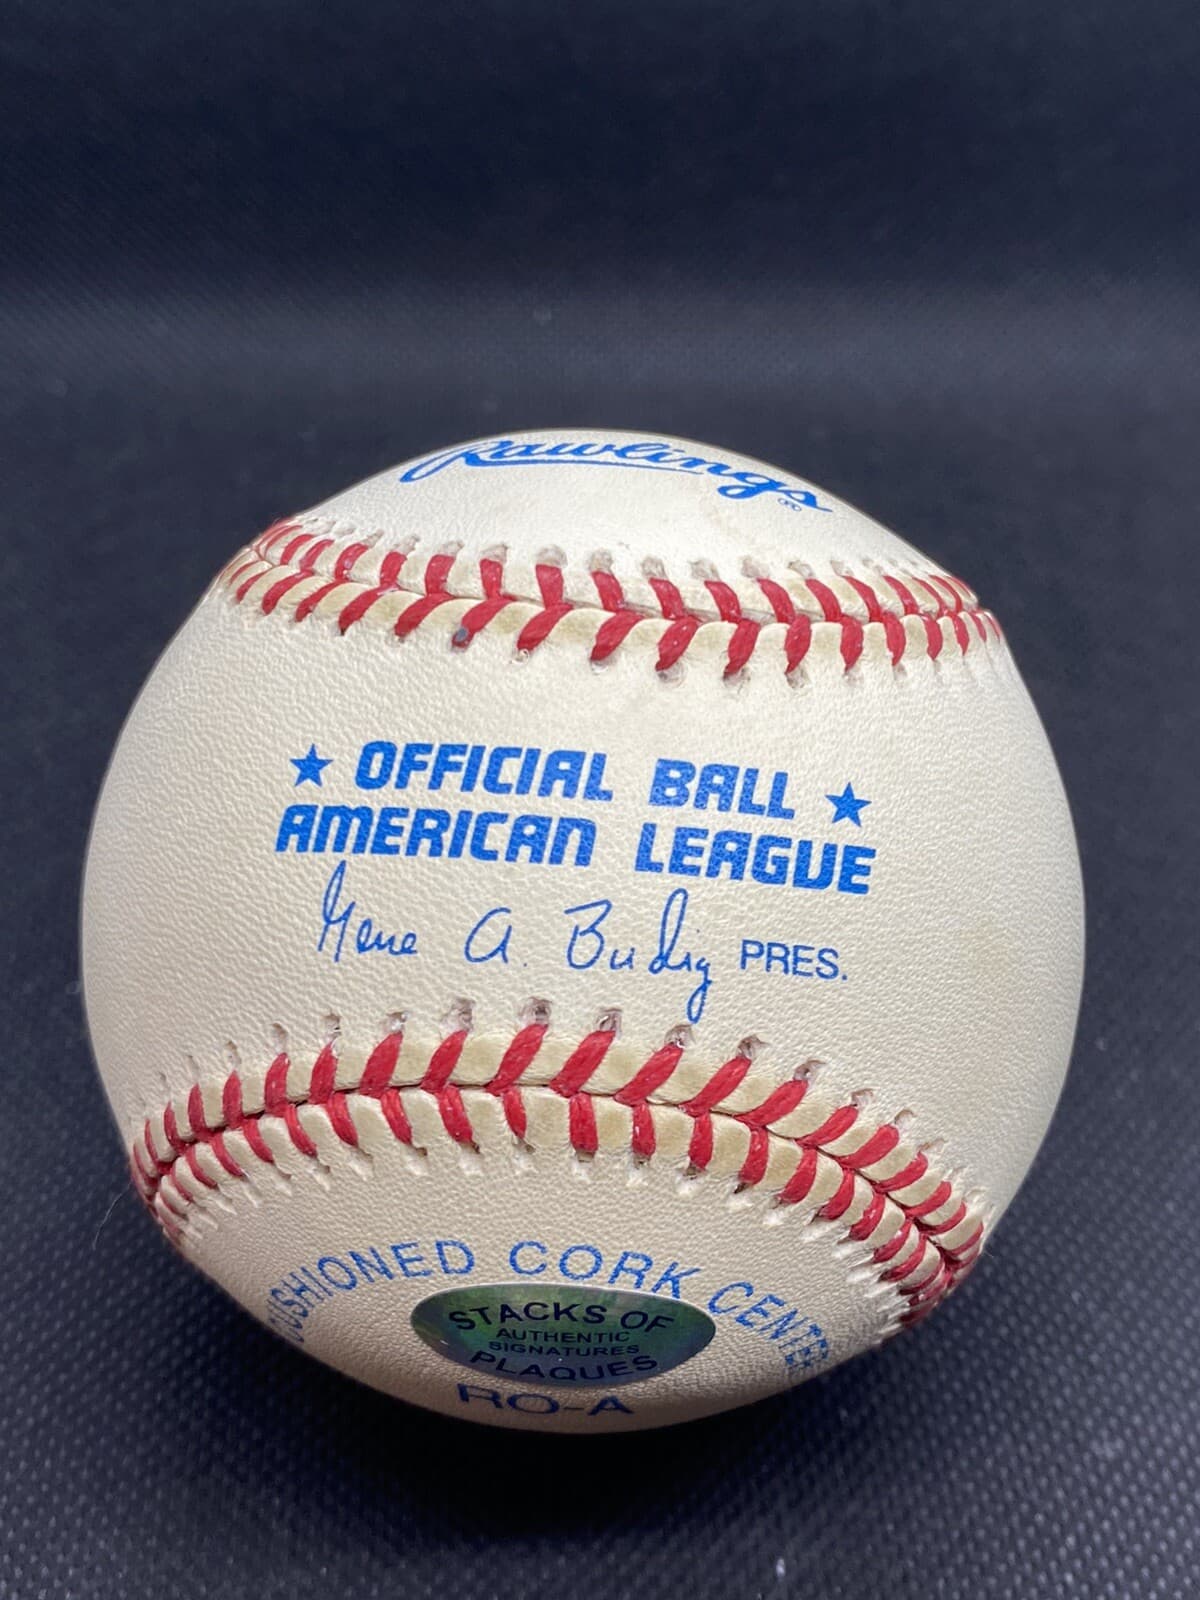 Rawlings®
★ OFFICIAL BALL ★
AMERICAN LEAGUE
Gene A. Budig PRES.
CUSHIONED CORK CENTER
STACKS OF
AUTHENTIC
SIGNATURES
PLAQUES
RO-A